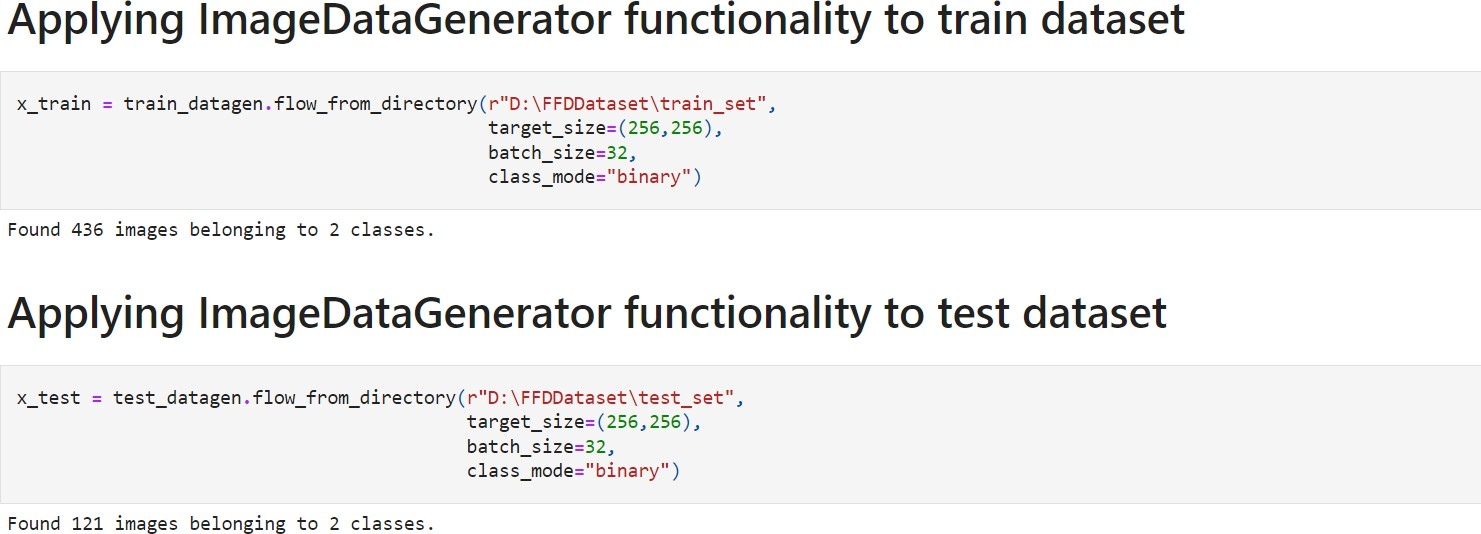 Applying ImageDataGenerator functionality to train dataset
x_train = train_datagen.flow_from_directory(r"D:\FFDDataset\train_set",
target_size=(256,256),
batch_size=32,
class_mode="binary")
Found 436 images belonging to 2 classes.
Applying ImageDataGenerator functionality to test dataset
x_test = test_datagen.flow_from_directory(r"D:\FFDDataset\test_set",
target_size=(256,256),
batch_size=32,
class_mode="binary")
Found 121 images belonging to 2 classes.